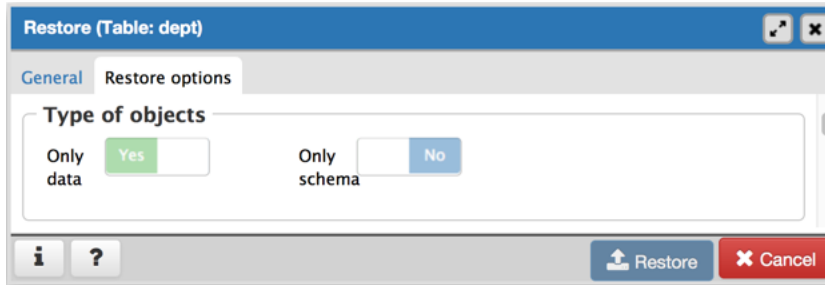 Restore (Table: dept)
General Restore options
Type of objects
Only data Yes Only schema No
i ? Restore Cancel